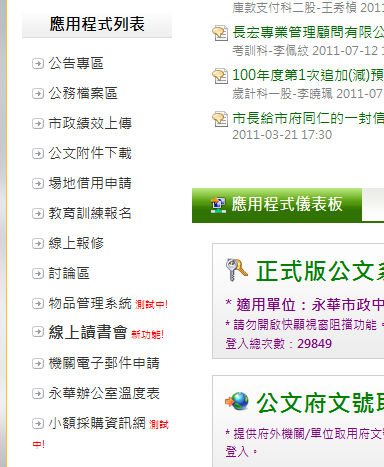 應用程式列表
公告專區
公務檔案區
市政績效上傳
公文附件下載
場地借用申請
教育訓練報名
線上報修
討論區
物品管理系統 測試中!
線上讀書會 新功能!
機關電子郵件申請
永華辦公室溫度表
小額採購資訊網 測試
中!
庫款支付科二股-王秀楨 2011
長宏專業管理顧問有限公
考訓科-李佩紋 2011-07-12 1
100年度第1次追加(減)預
歲計科一股-李曉珮 2011-07
市長給市府同仁的一封信
2011-03-21 17:30
應用程式儀表板
正式版公文系
* 適用單位：永華市政中
* 請勿開啟快顯視窗阻擋功能。
登入總次數：29849
公文府文號取
* 提供府外機關/單位取用府文
登入。